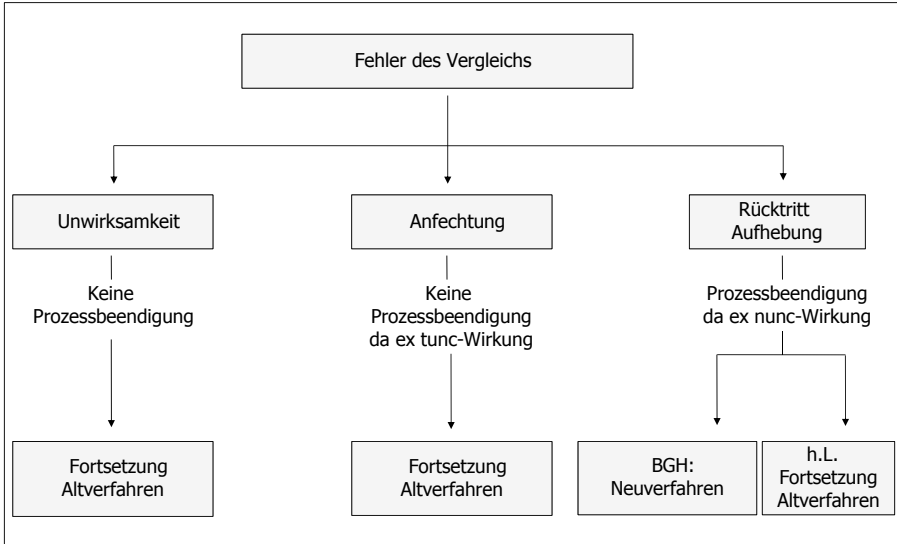 Fehler des Vergleichs
Unwirksamkeit
Anfechtung
Rücktritt
Aufhebung
Keine
Prozessbeendigung
Keine
Prozessbeendigung
da ex tunc-Wirkung
Prozessbeendigung
da ex nunc-Wirkung
Fortsetzung
Altverfahren
Fortsetzung
Altverfahren
BGH:
Neuverfahren
h.L.
Fortsetzung
Altverfahren